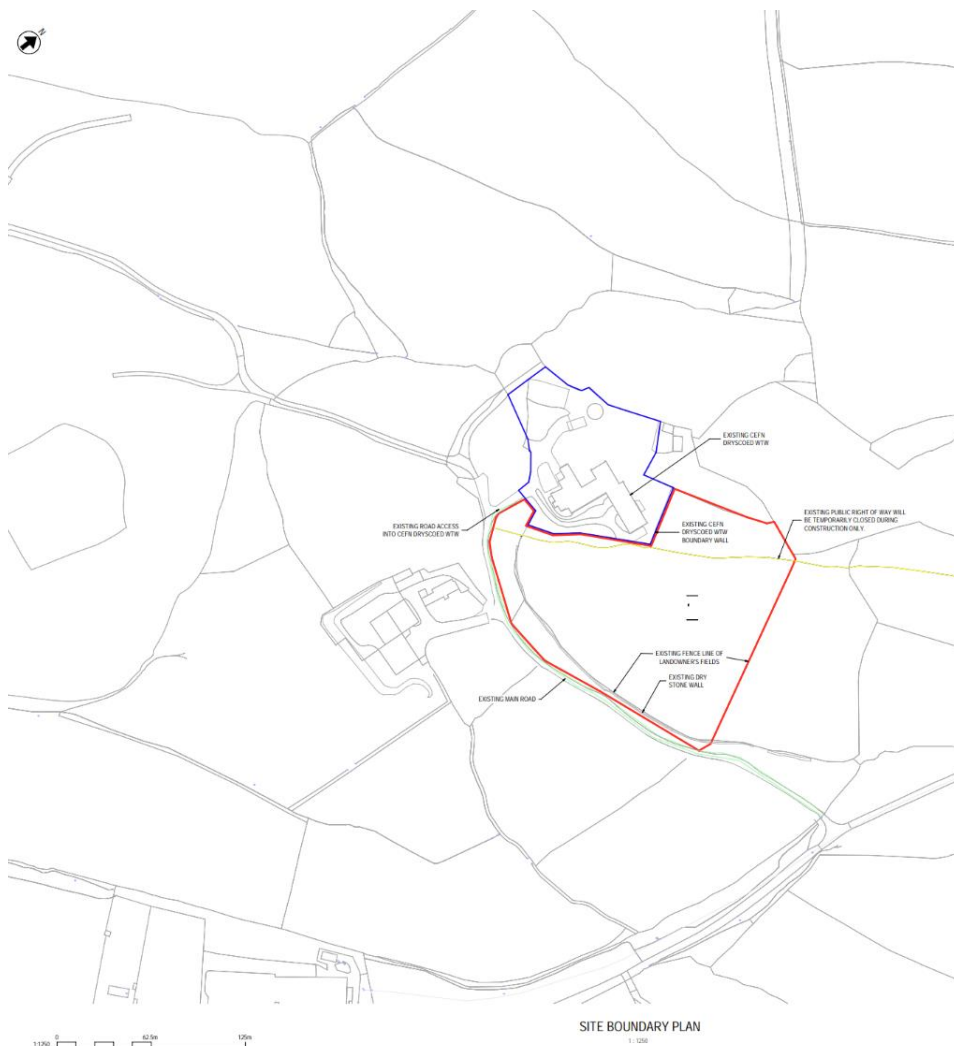 N
EXISTING CEFN
DRYSCOED WTW
EXISTING PUBLIC RIGHT OF WAY WILL
BE TEMPORARILY CLOSED DURING
CONSTRUCTION ONLY.
EXISTING ROAD ACCESS
INTO CEFN DRYSCOED WTW
EXISTING CEFN
DRYSCOED WTW
BOUNDARY WALL
EXISTING FENCE LINE OF
LANDOWNER'S FIELDS
EXISTING DRY
STONE WALL
EXISTING MAIN ROAD
SITE BOUNDARY PLAN
1 : 1250
0 62.5m 125m
1:1250